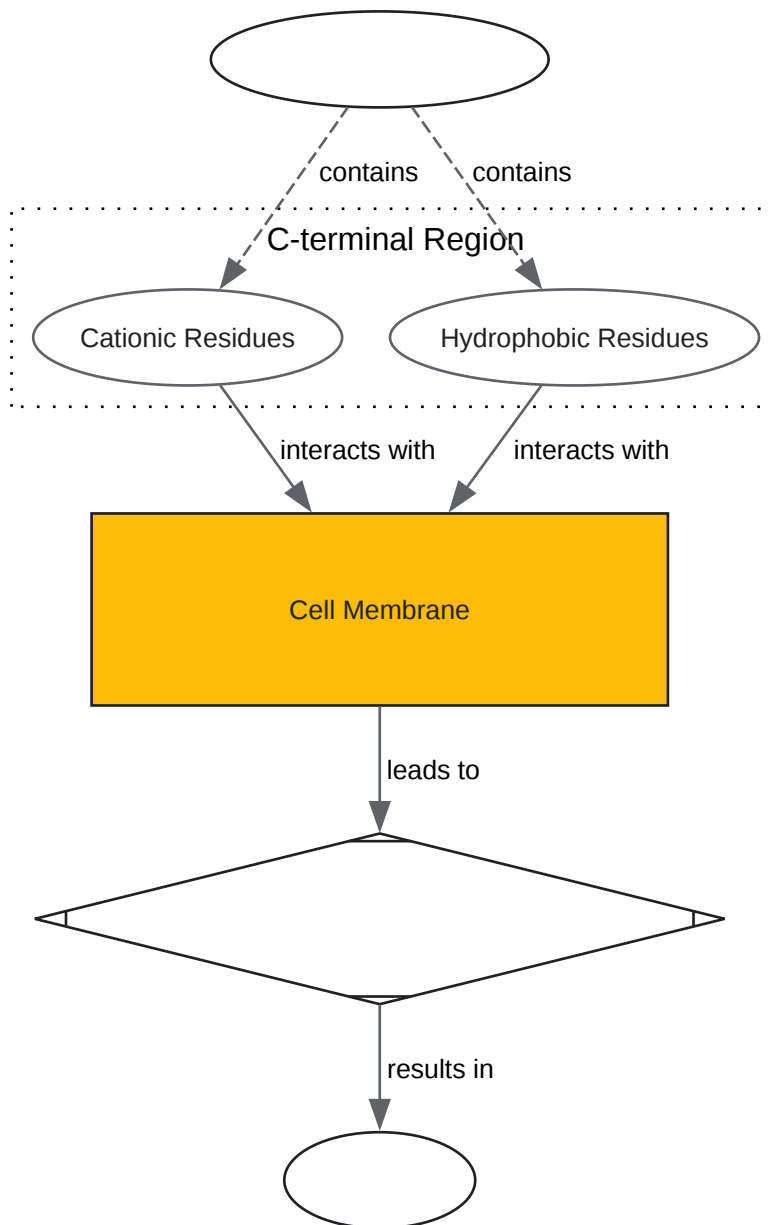 contains contains
C-terminal Region
Cationic Residues Hydrophobic Residues
interacts with interacts with
Cell Membrane
leads to
results in